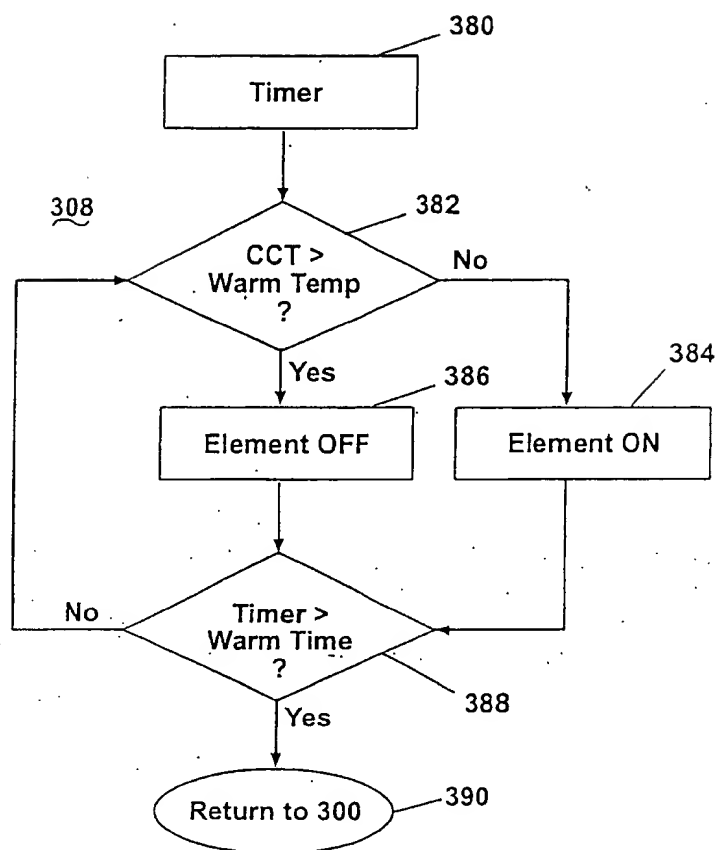 380
Timer
308
382
CCT >
Warm Temp
?
No
Yes
386
384
Element OFF
Element ON
No
Timer >
Warm Time
?
388
Yes
Return to 300
390